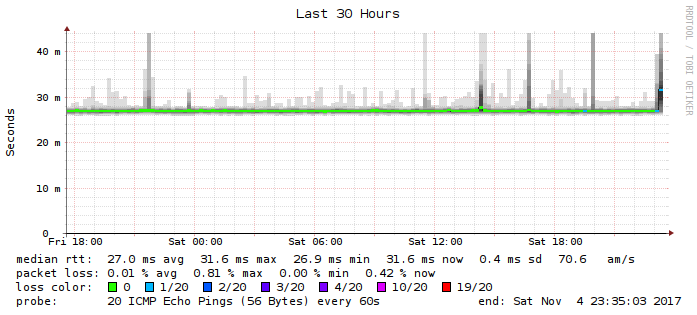 Last 30 Hours
RRDTOOL / TOBI OETIKER
Seconds
40 m
30 m
20 m
10 m
0
Fri 18:00 Sat 00:00 Sat 06:00 Sat 12:00 Sat 18:00
median rtt: 27.0 ms avg 31.6 ms max 26.9 ms min 31.6 ms now 0.4 ms sd 70.6 am/s
packet loss: 0.01 % avg 0.81 % max 0.00 % min 0.42 % now
loss color: 0 1/20 2/20 3/20 4/20 10/20 19/20
probe: 20 ICMP Echo Pings (56 Bytes) every 60s end: Sat Nov 4 23:35:03 2017